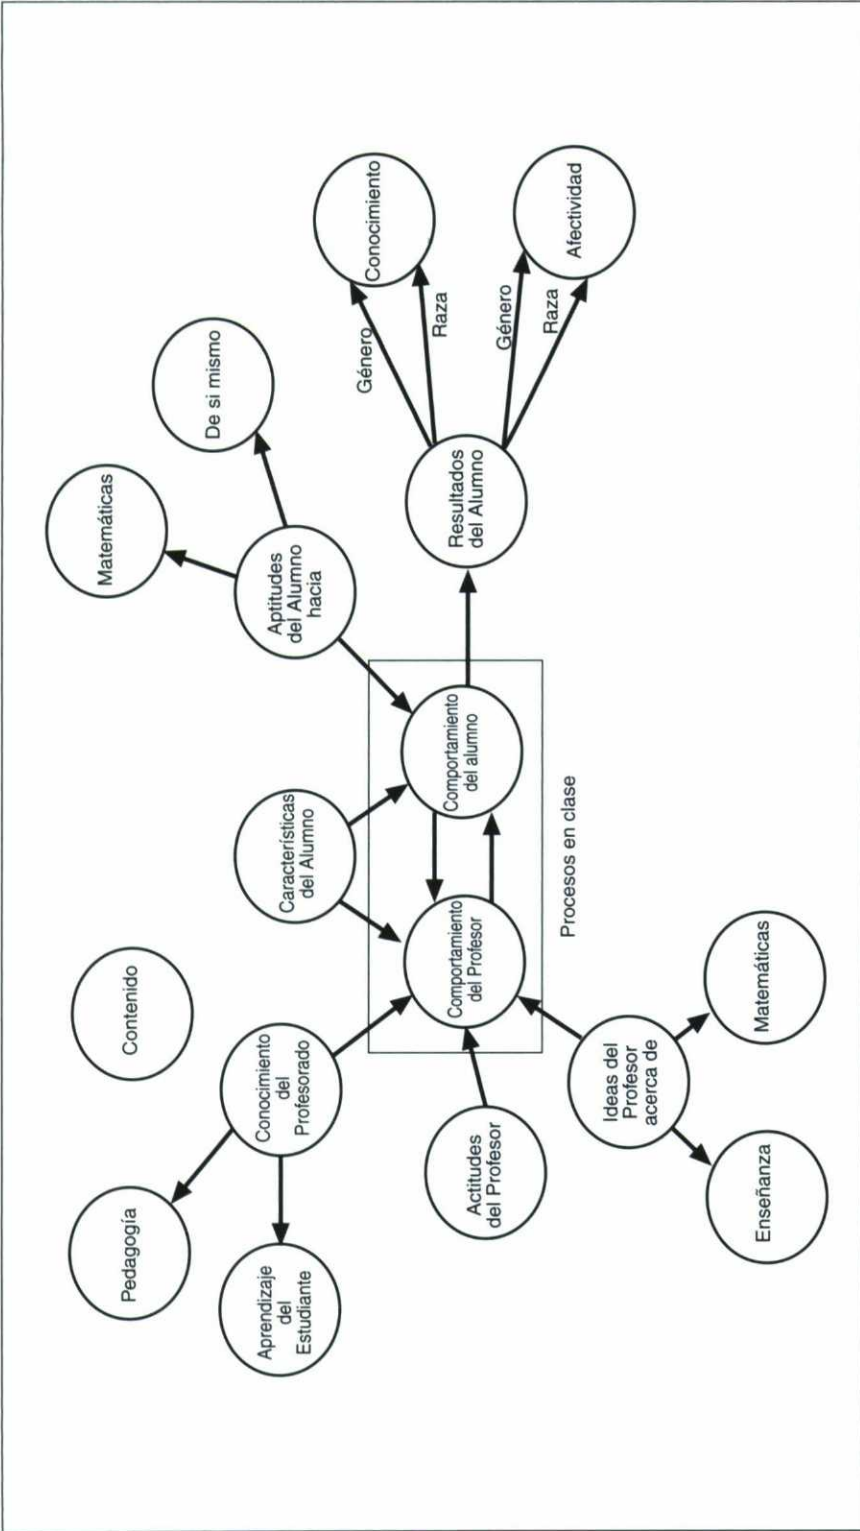 Pedagogía
Contenido
Matemáticas
De si mismo
Aprendizaje
del
Estudiante
Conocimiento
del
Profesorado
Características
del Alumno
Aptitudes
del Alumno
hacia
Género
Conocimiento
Raza
Actitudes
del Profesor
Comportamiento
del Profesor
Comportamiento
del alumno
Resultados
del Alumno
Género
Raza
Afectividad
Procesos en clase
Ideas del
Profesor
acerca de
Enseñanza
Matemáticas